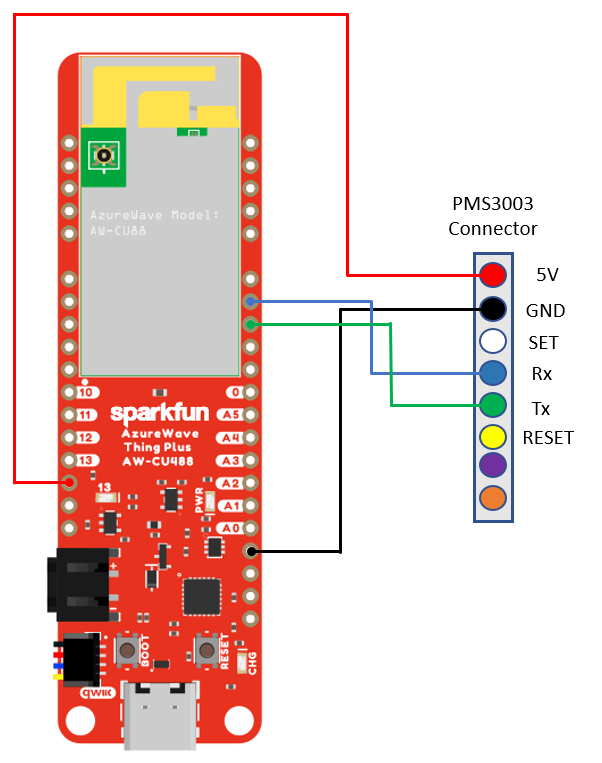 AzureWave Model:
AW-CU88
PMS3003
Connector
5V
GND
SET
Rx
Tx
RESET
10
0
11
A5
12
A4
13
A3
sparkfun
AzureWave
Thing Plus
AW-CU488
A2
13
PWR
A1
A0
+
-
BOOT
RESET
CHG
qwiic